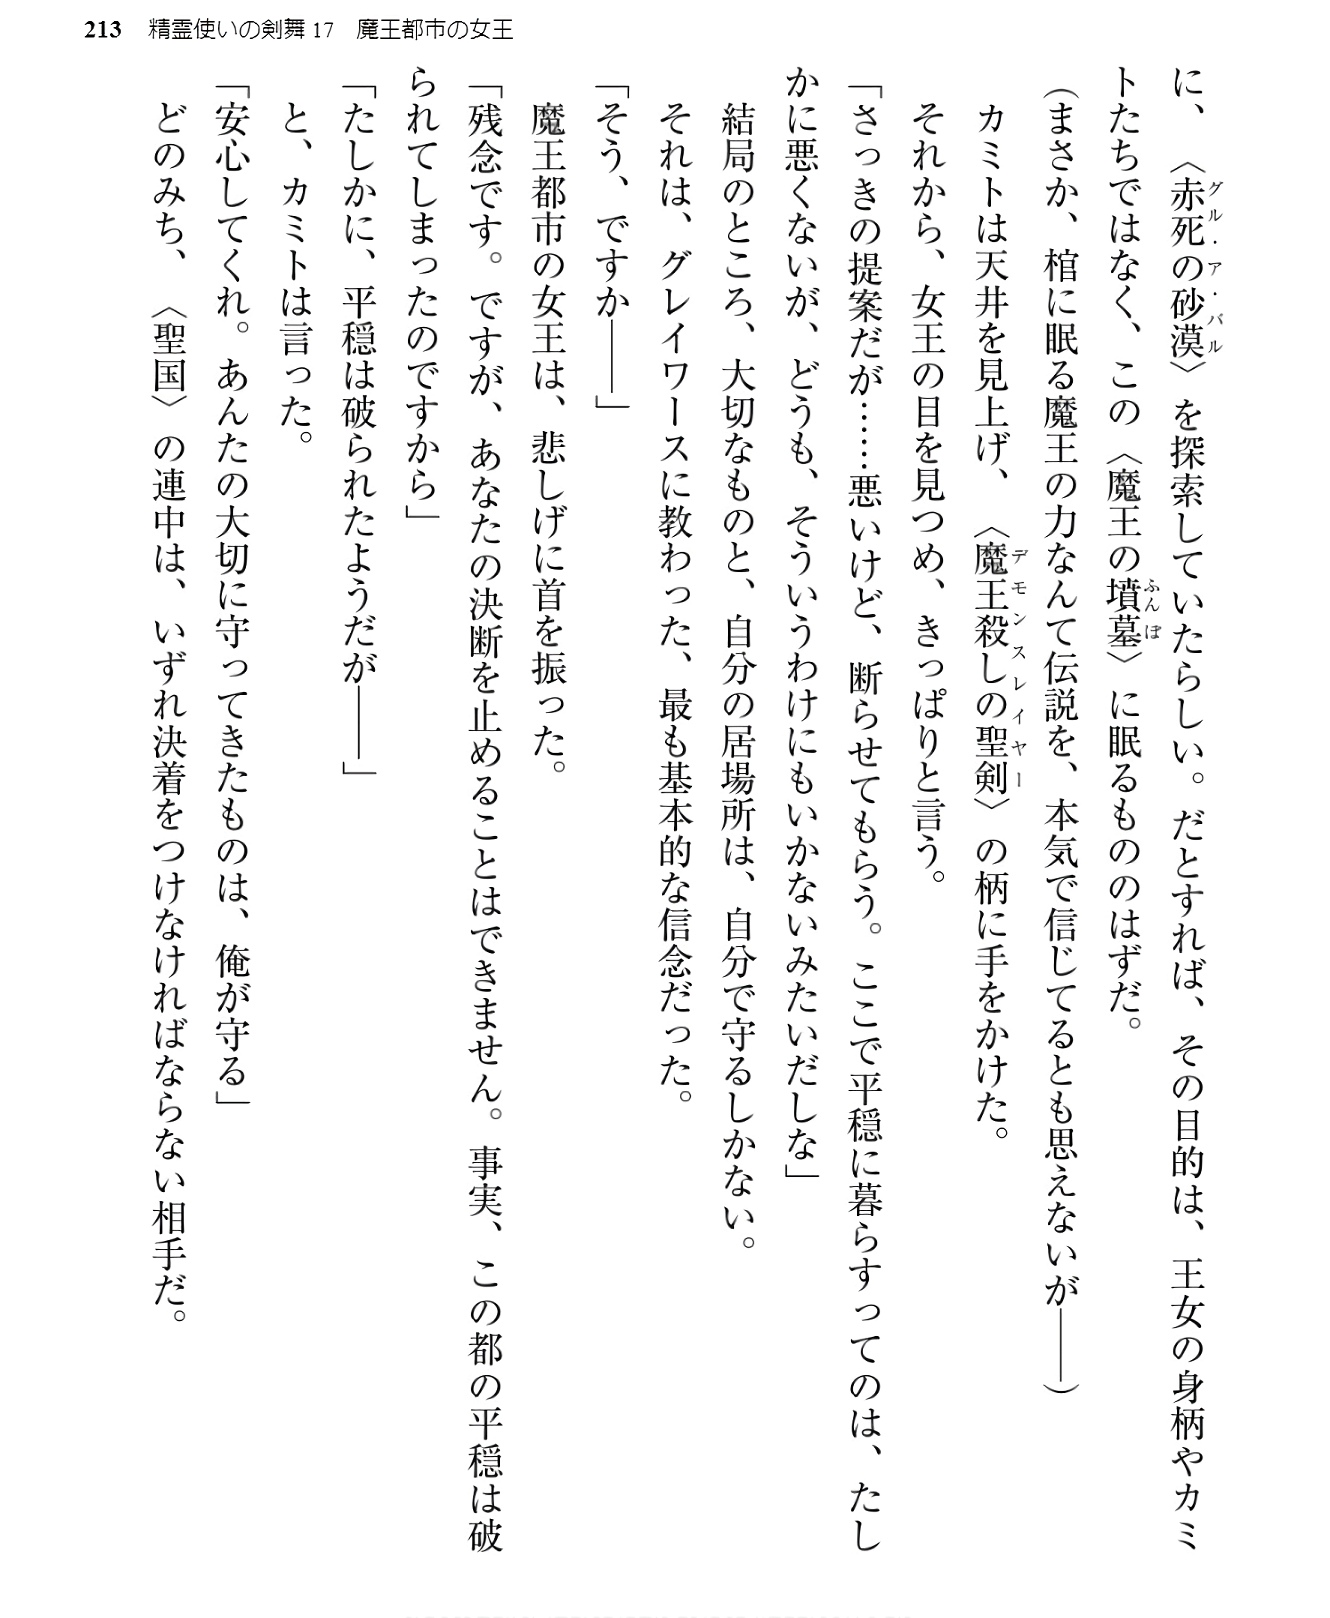 213 精霊使いの剣舞17 魔王都市の女王
に、〈赤死の砂漠〉を探索していたらしい。だとすれば、その目的は、王女の身柄やカミ
グル・ア・バル
トたちではなく、この〈魔王の墳墓〉に眠るもののはずだ。
ふんぼ
(まさか、棺に眠る魔王の力なんて伝説を、本気で信じてるとも思えないが――)
カミトは天井を見上げ、〈魔王殺しの聖剣〉の柄に手をかけた。
デモンスレイヤー
それから、女王の目を見つめ、きっぱりと言う。
「さっきの提案だが……悪いけど、断らせてもらう。ここで平穏に暮らすってのは、たし
かに悪くないが、どうも、そういうわけにもいかないみたいだしな」
結局のところ、大切なものと、自分の居場所は、自分で守るしかない。
それは、グレイワースに教わった、最も基本的な信念だった。
「そう、ですか――」
魔王都市の女王は、悲しげに首を振った。
「残念です。ですが、あなたの決断を止めることはできません。事実、この都の平穏は破
られてしまったのですから」
「たしかに、平穏は破られたようだが――」
と、カミトは言った。
「安心してくれ。あんたの大切に守ってきたものは、俺が守る」
どのみち、〈聖国〉の連中は、いずれ決着をつけなければならない相手だ。